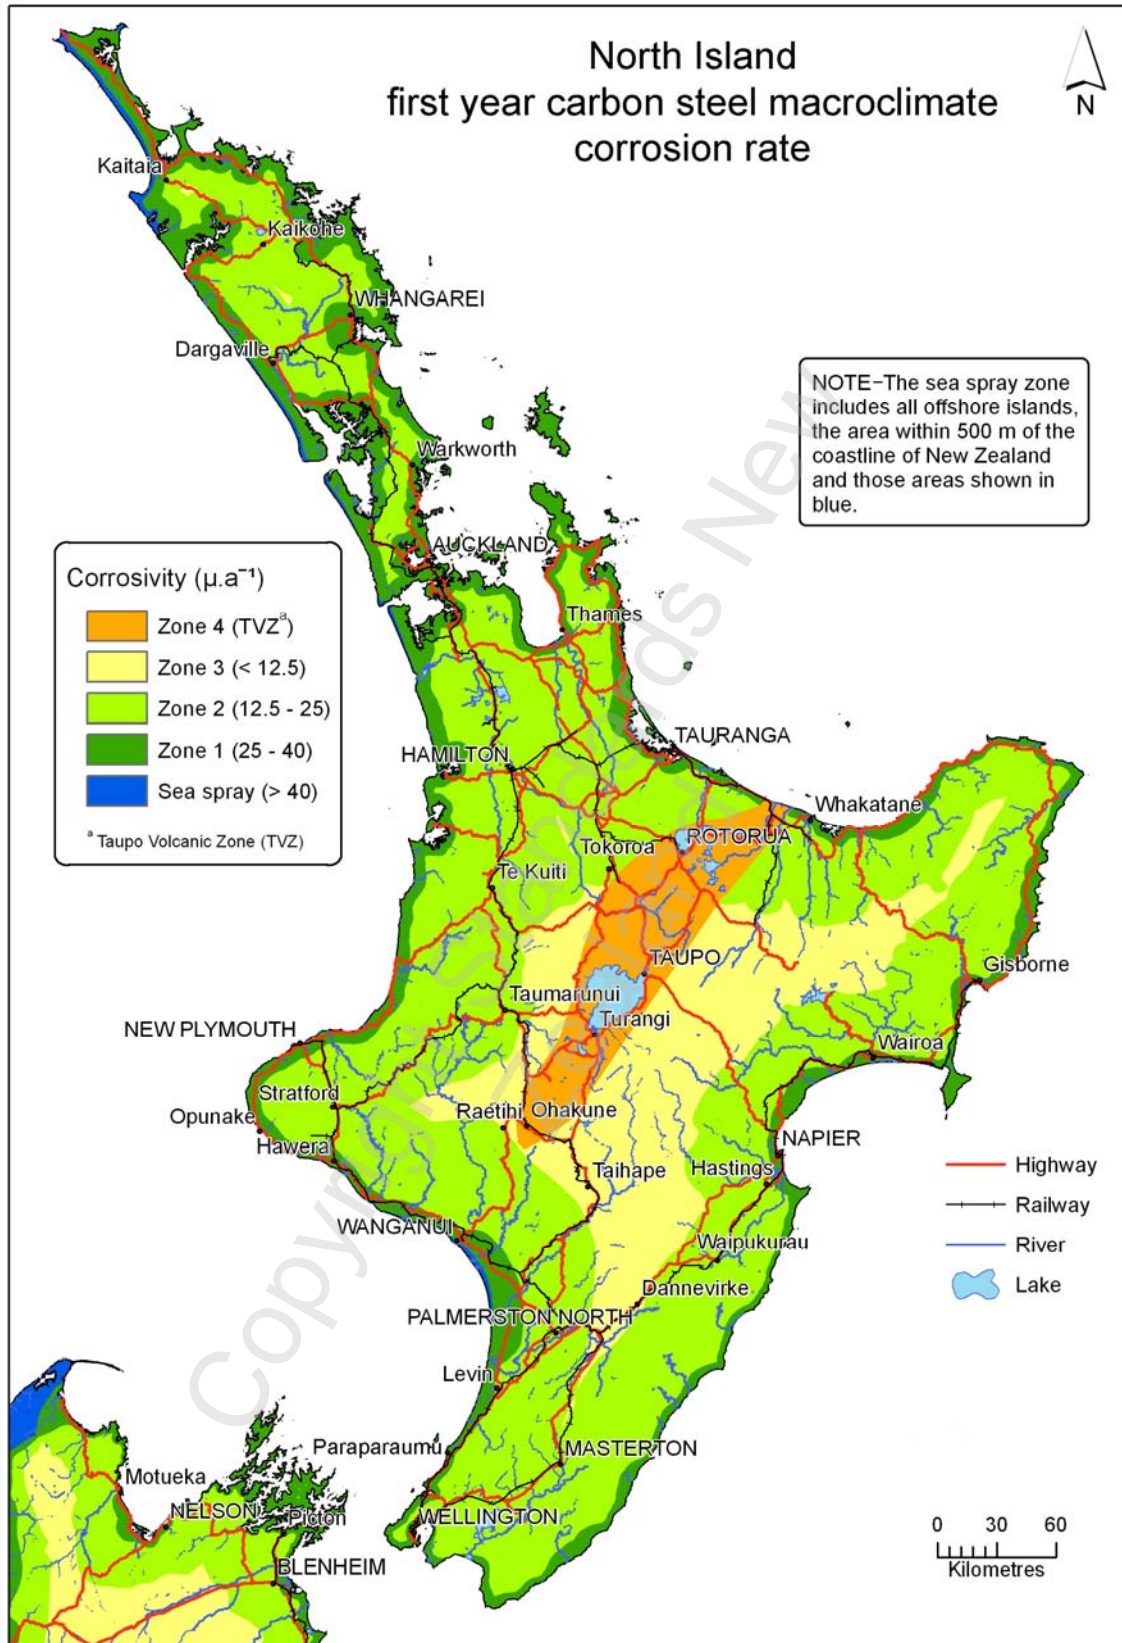 North Island
first year carbon steel macroclimate
corrosion rate
N
Kaitaia
Kaikohe
WHANGAREI
Dargaville
NOTE–The sea spray zone
includes all offshore islands,
the area within 500 m of the
coastline of New Zealand
and those areas shown in
blue.
Warkworth
AUCKLAND
Corrosivity (µ.a⁻¹)
Zone 4 (TVZᵃ)
Zone 3 (< 12.5)
Zone 2 (12.5 - 25)
Zone 1 (25 - 40)
Sea spray (> 40)
ᵃ Taupo Volcanic Zone (TVZ)
Thames
TAURANGA
HAMILTON
Whakatane
ROTORUA
Tokoroa
Te Kuiti
TAUPO
Gisborne
Taumarunui
Turangi
NEW PLYMOUTH
Wairoa
Stratford
Opunake
Raetihi
Ohakune
Hawera
NAPIER
Taihape
Hastings
Highway
Railway
River
Lake
WANGANUI
Waipukurau
Dannevirke
PALMERSTON NORTH
Levin
Paraparaumu
MASTERTON
Motueka
NELSON
Picton
WELLINGTON
BLENHEIM
0 30 60
Kilometres
Copyright Standards New
Zealand